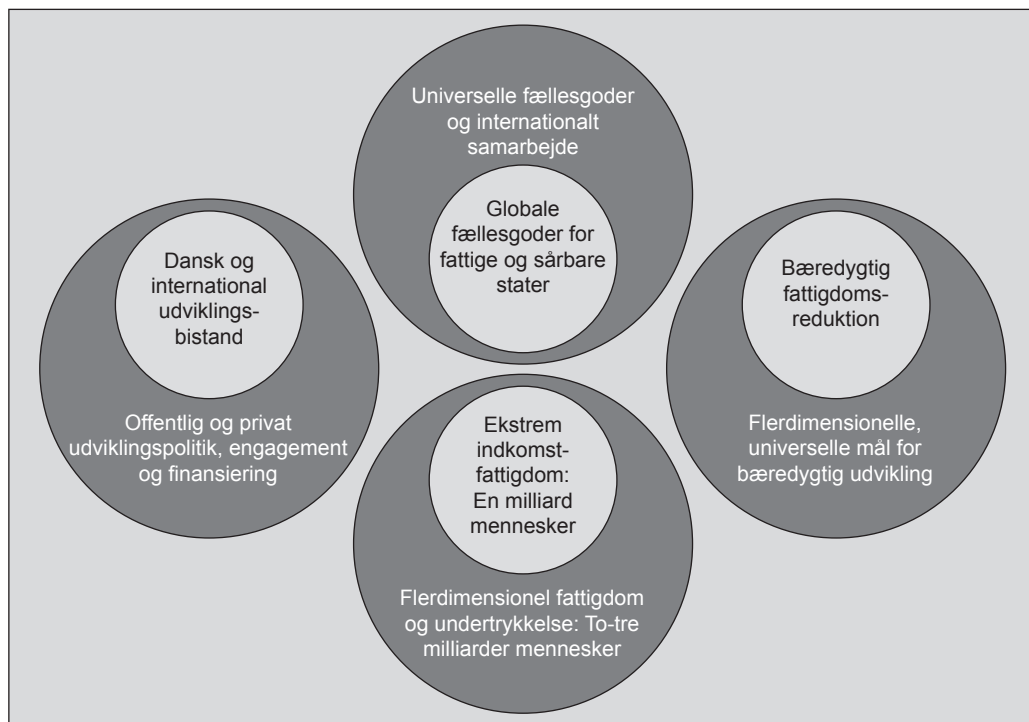 Universelle fællesgoder
og internationalt
samarbejde
Globale
fællesgoder for
fattige og sårbare
stater
Dansk og
international
udviklings-
bistand
Offentlig og privat
udviklingspolitik, engagement
og finansiering
Bæredygtig
fattigdoms-
reduktion
Flerdimensionelle,
universelle mål for
bæredygtig udvikling
Ekstrem
indkomst-
fattigdom:
En milliard
mennesker
Flerdimensionel fattigdom
og undertrykkelse: To-tre
milliarder mennesker